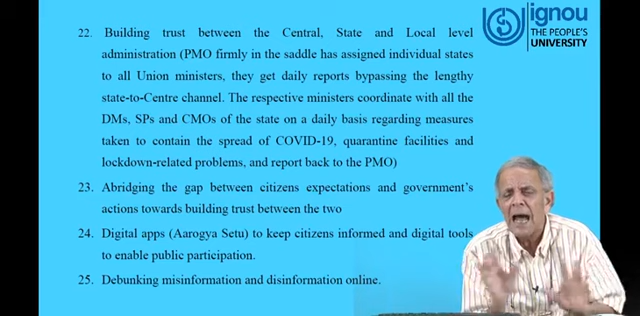 22. Building trust between the Central, State and Local level
administration (PMO firmly in the saddle has assigned individual states
to all Union ministers, they get daily reports bypassing the lengthy
state-to-Centre channel. The respective ministers coordinate with all the
DMs, SPs and CMOs of the state on a daily basis regarding measures
taken to contain the spread of COVID-19, quarantine facilities and
lockdown-related problems, and report back to the PMO)
23. Abridging the gap between citizens expectations and government's
actions towards building trust between the two
24. Digital apps (Aarogya Setu) to keep citizens informed and digital tools
to enable public participation.
25. Debunking misinformation and disinformation online.
ignou
THE PEOPLE'S
UNIVERSITY